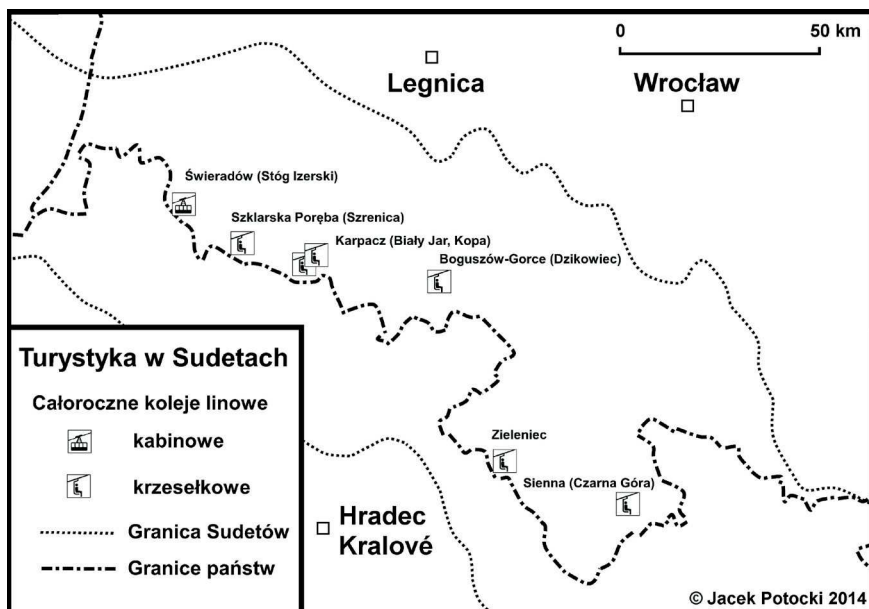 0 50 km
Legnica
Wrocław
Świeradów (Stóg Izerski)
Szklarska Poręba (Szrenica)
Karpacz (Biały Jar, Kopa)
Boguszów-Gorce (Dzikowiec)
Zieleniec
Sienna (Czarna Góra)
Hradec
Kralové
Turystyka w Sudetach
Całoroczne koleje linowe
kabinowe
krzesełkowe
Granica Sudetów
Granice państw
© Jacek Potocki 2014